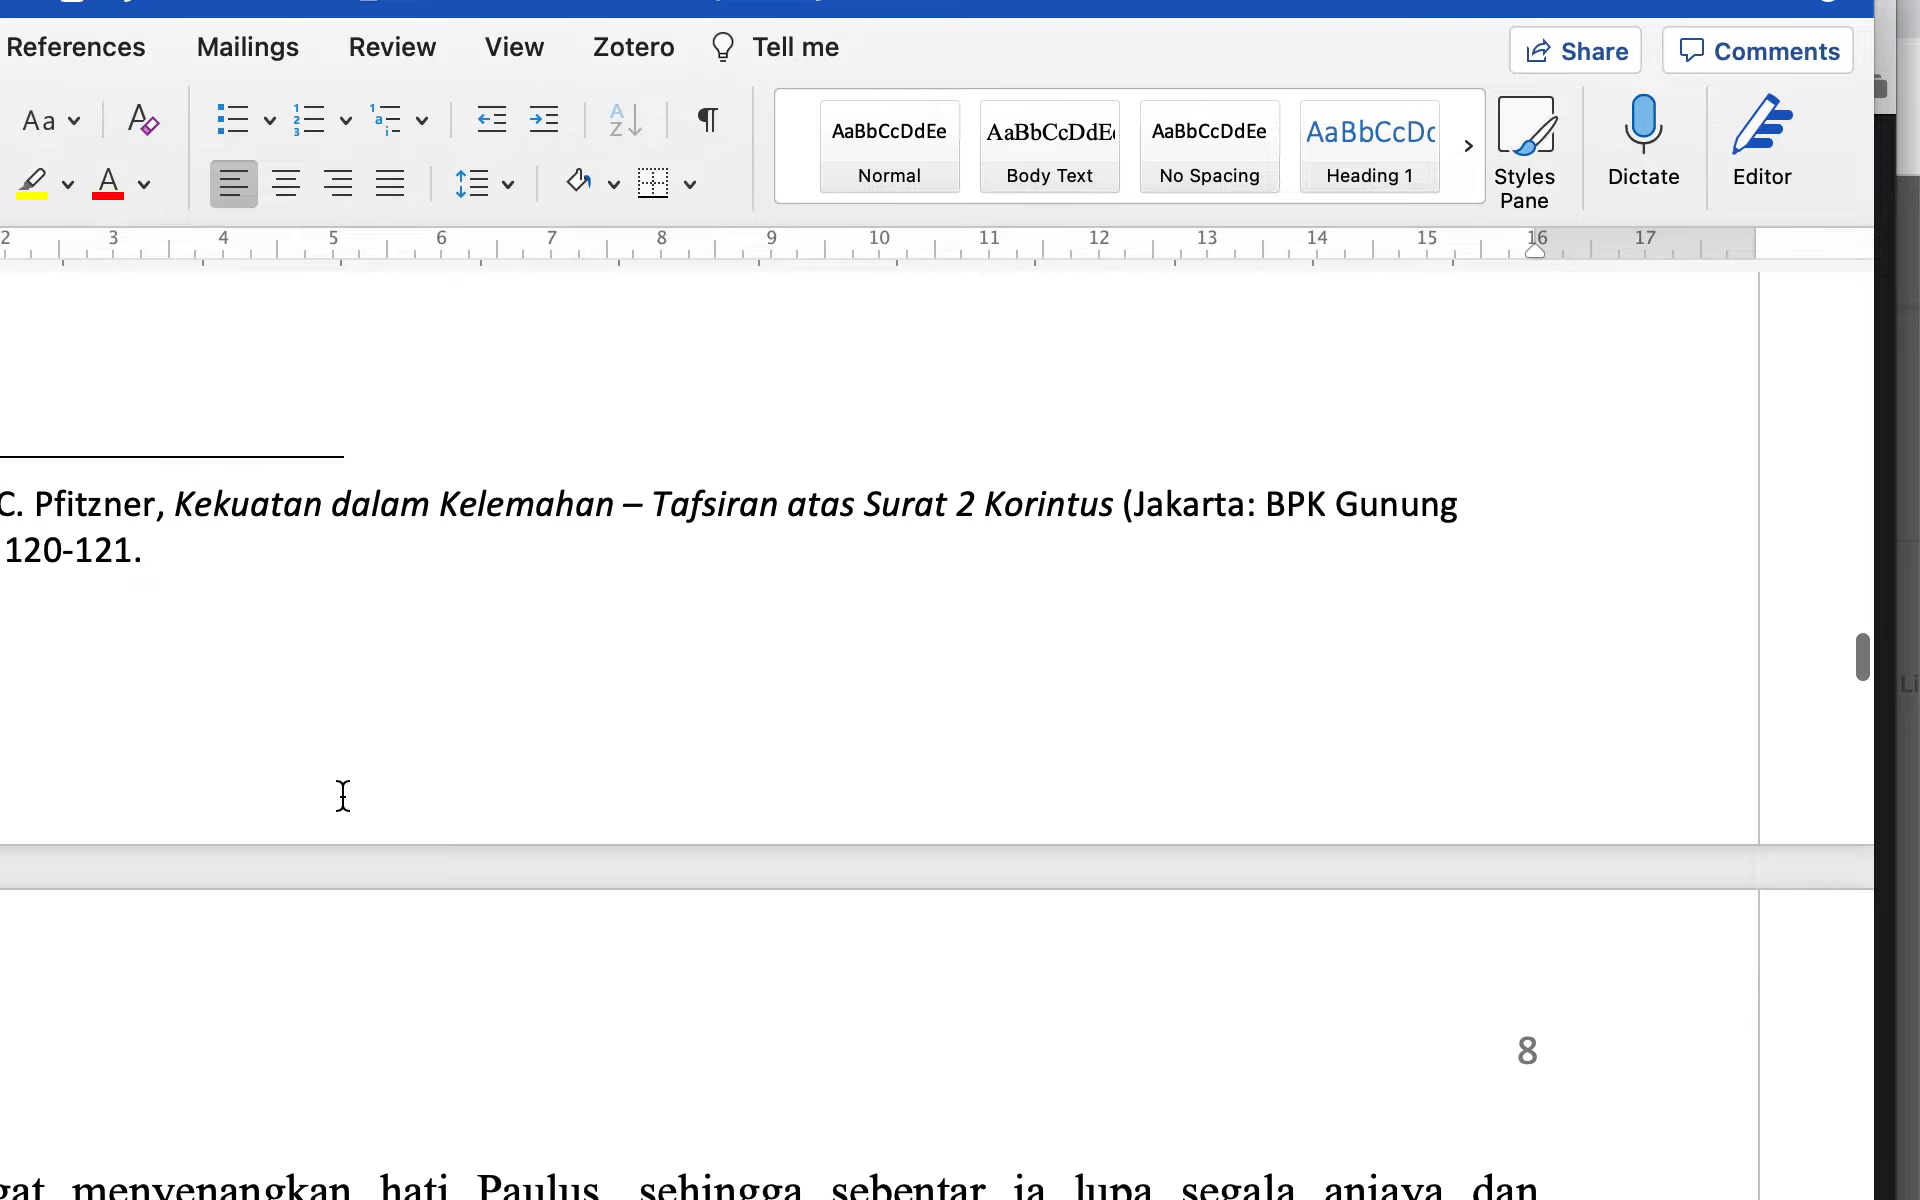 References Mailings Review View Zotero Tell me Share Comments
Aa A A Z ¶ AaBbCcDdEe AaBbCcDdE AaBbCcDdEe AaBbCcDc
A Normal Body Text No Spacing Heading 1 Styles Pane Dictate Editor
2 3 4 5 6 7 8 9 10 11 12 13 14 15 16 17
C. Pfitzner, Kekuatan dalam Kelemahan – Tafsiran atas Surat 2 Korintus (Jakarta: BPK Gunung
120-121.
Li
8
gat menyenangkan hati Paulus, sehingga sebentar ia lupa segala aniaya dan